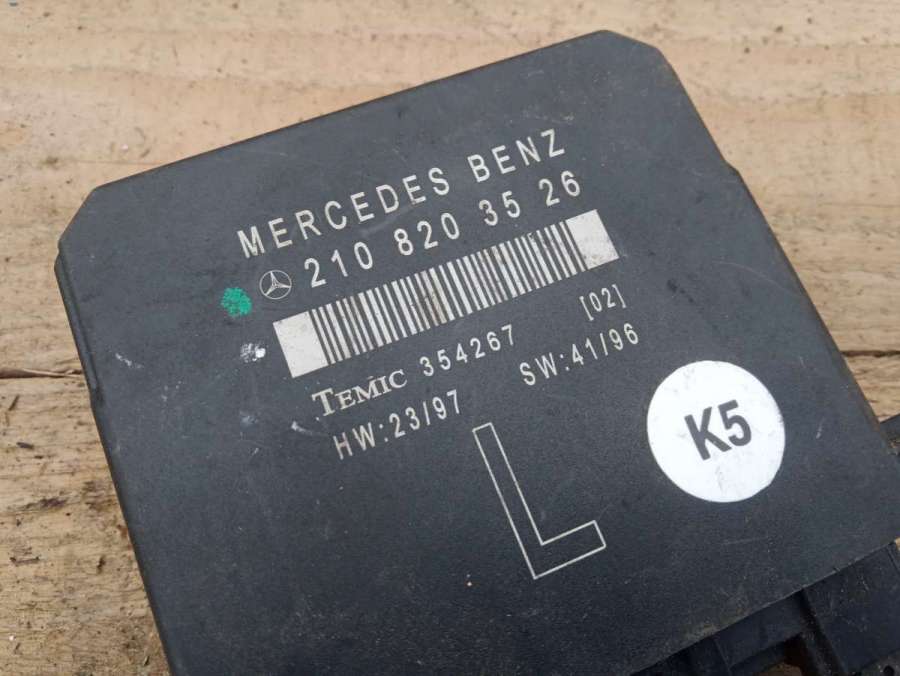 MERCEDES BENZ
210 820 35 26
TEMIC 354267 [02]
HW:23/97 SW:41/96
L
K5